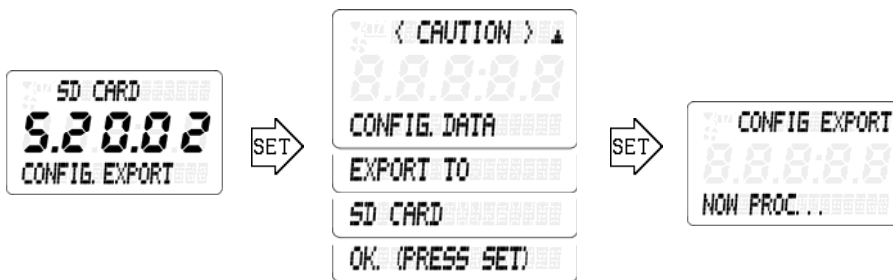 SD CARD
5.20.02
CONFIG. EXPORT
SET
< CAUTION >
CONFIG. DATA
EXPORT TO
SD CARD
OK. (PRESS SET)
SET
CONFIG EXPORT
NOW PROC...